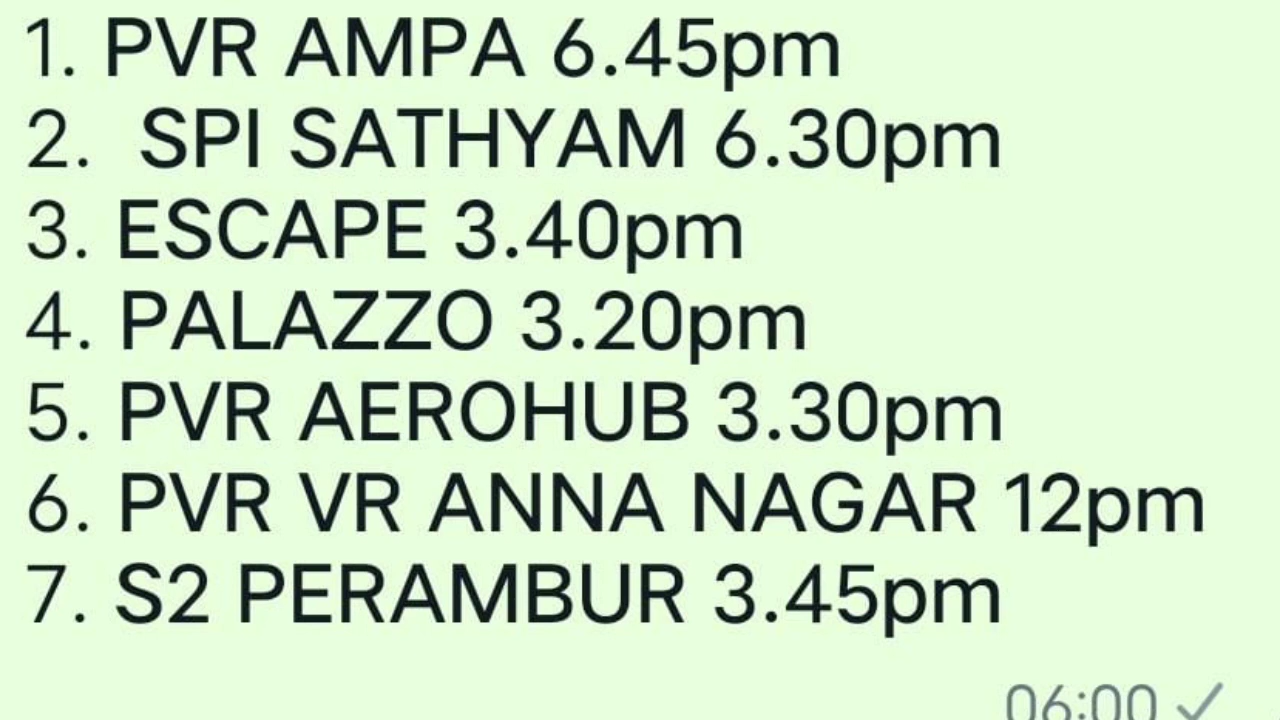 1. PVR AMPA 6.45pm
2. SPI SATHYAM 6.30pm
3. ESCAPE 3.40pm
4. PALAZZO 3.20pm
5. PVR AEROHUB 3.30pm
6. PVR VR ANNA NAGAR 12pm
7. S2 PERAMBUR 3.45pm
06:00 ✓